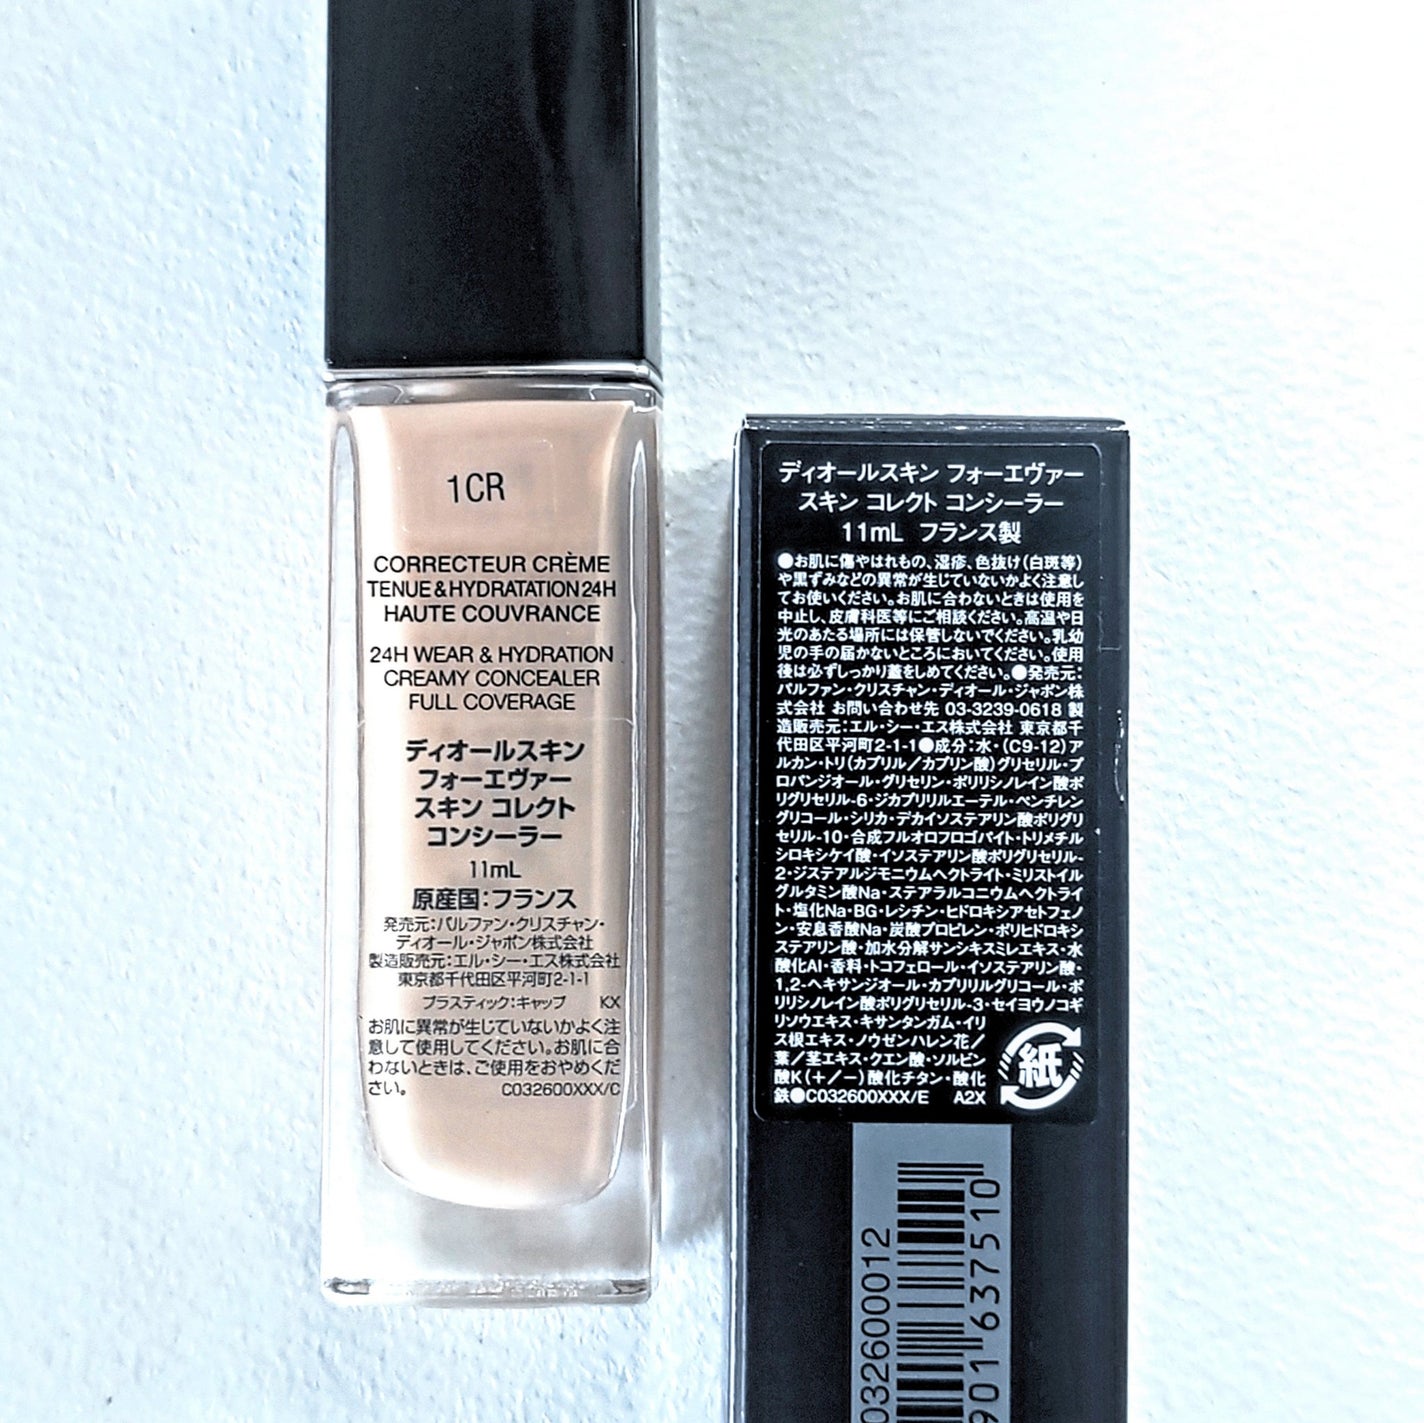 1CR
CORRECTEUR CRÈME
TENUE & HYDRATATION 24H
HAUTE COUVRANCE
24H WEAR & HYDRATION
CREAMY CONCEALER
FULL COVERAGE
ディオールスキン
フォーエヴァー
スキン コレクト
コンシーラー
11mL
原産国：フランス
発売元：パルファン・クリスチャン・
ディオール・ジャポン株式会社
製造販売元：エル・シー・エス株式会社
東京都千代田区平河町2-1-1
プラスティック：キャップ KX
お肌に異常が生じていないかよく注
意して使用してください。お肌に合
わないときは、ご使用をおやめくだ
さい。 C032600XXX/C
ディオールスキン フォーエヴァー
スキン コレクト コンシーラー
11mL フランス製
●お肌に傷やはれもの、湿疹、色抜け(白斑等)
や黒ずみなどの異常が生じていないかよく注意し
てお使いください。お肌に合わないときは使用を
中止し、皮膚科医等にご相談ください。高温や日
光のあたる場所には保管しないでください。乳幼
児の手の届かないところにおいてください。使用
後は必ずしっかり蓋をしめてください。●発売元：
パルファン・クリスチャン・ディオール・ジャポン株
式会社 お問い合わせ先 03-3239-0618 製
造販売元：エル・シー・エス株式会社 東京都千
代田区平河町2-1-1●成分：水・(C9-12)ア
ルカン・トリ(カプリル／カプリン酸)グリセリル・プ
ロパンジオール・グリセリン・ポリリシノレイン酸ポ
リグリセリル-6・ジカプリリルエーテル・ペンチレン
グリコール・シリカ・デカイソステアリン酸ポリグリ
セリル-10・合成フルオロフロゴパイト・トリメチル
シロキシケイ酸・イソステアリン酸ポリグリセリル-
2・ジステアルジモニウムヘクトライト・ミリストイル
グルタミン酸Na・ステアラルコニウムヘクトライ
ト・塩化Na・BG・レシチン・ヒドロキシアセトフェノ
ン・安息香酸Na・炭酸プロピレン・ポリヒドロキシ
ステアリン酸・加水分解サンシキスミレエキス・水
酸化Al・香料・トコフェロール・イソステアリン酸・
1,2-ヘキサンジオール・カプリリルグリコール・ポ
リリシノレイン酸ポリグリセリル-3・セイヨウノコギ
リソウエキス・キサンタンガム・イリ
ス根エキス・ノウゼンハレン花／
葉／茎エキス・クエン酸・ソルビン
酸K(＋／－)酸化チタン・酸化
鉄●C032600XXX/E A2X
紙
032600012
901 637510